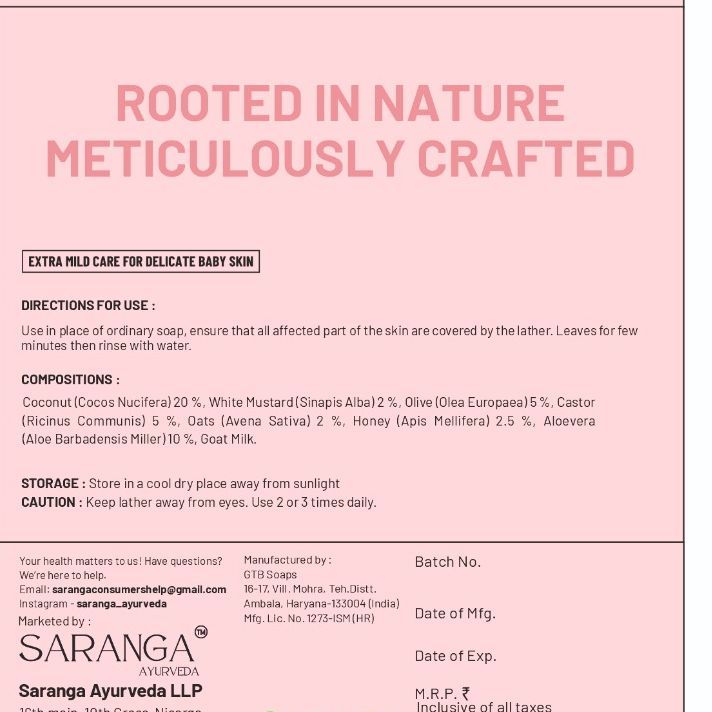 ROOTED IN NATURE
METICULOUSLY CRAFTED
EXTRA MILD CARE FOR DELICATE BABY SKIN
DIRECTIONS FOR USE :
Use in place of ordinary soap, ensure that all affected part of the skin are covered by the lather. Leaves for few
minutes then rinse with water.
COMPOSITIONS :
Coconut (Cocos Nucifera) 20 %, White Mustard (Sinapis Alba) 2 %, Olive (Olea Europaea) 5 %, Castor
(Ricinus Communis) 5 %, Oats (Avena Sativa) 2 %, Honey (Apis Mellifera) 2.5 %, Aloevera
(Aloe Barbadensis Miller) 10 %, Goat Milk.
STORAGE : Store in a cool dry place away from sunlight
CAUTION : Keep lather away from eyes. Use 2 or 3 times daily.
Your health matters to us! Have questions?
We're here to help.
Email: sarangaconsumershelp@gmail.com
Instagram - saranga_ayurveda
Marketed by :
SARANGA TM
AYURVEDA
Saranga Ayurveda LLP
16th main, 10th Cross, Nisarga
Manufactured by :
GTB Soaps
16-17, Vill. Mohra, Teh.Distt.
Ambala, Haryana-133004 (India)
Mfg. Lic. No. 1273-ISM (HR)
Batch No.
Date of Mfg.
Date of Exp.
M.R.P. ₹
Inclusive of all taxes